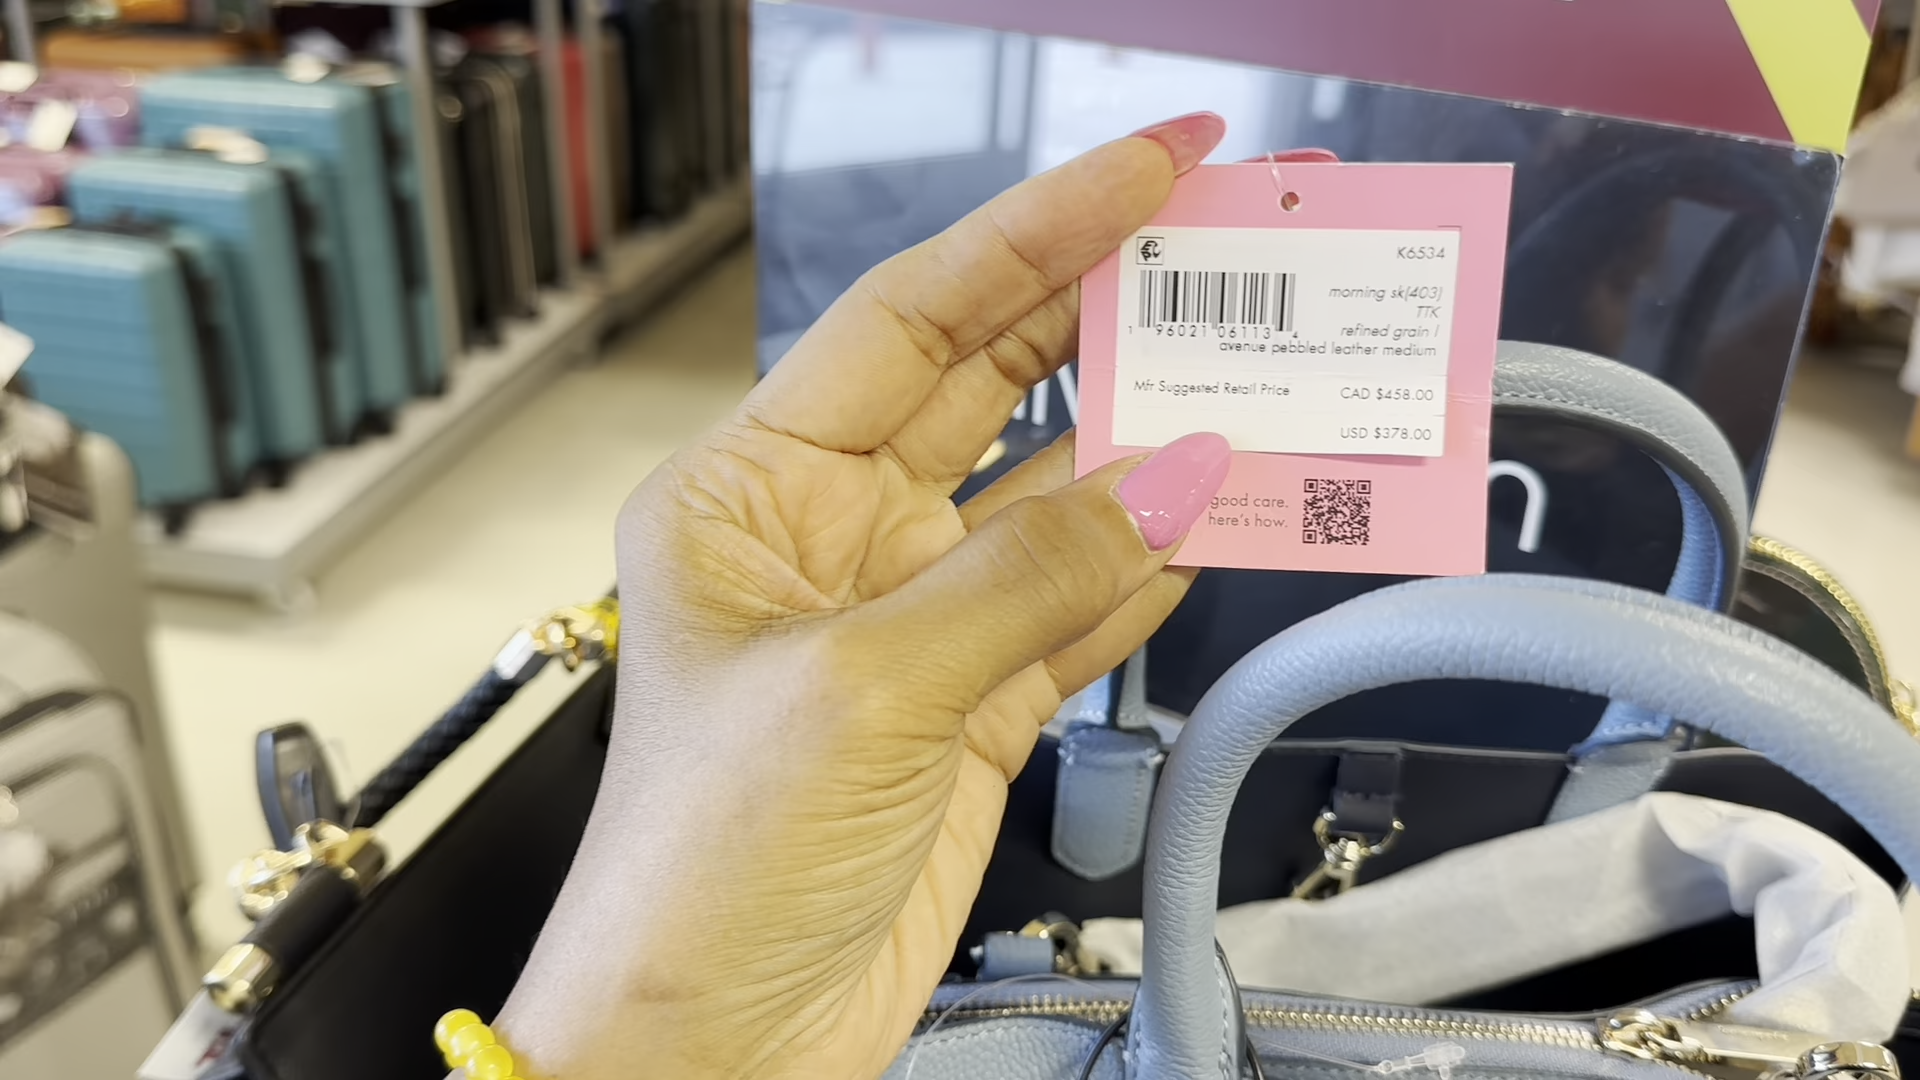 K6534
morning sk(403)
TTK
refined grain l
avenue pebbled leather medium
1 96021 06113 4
Mfr Suggested Retail Price CAD $458.00
USD $378.00
good care.
here's how.